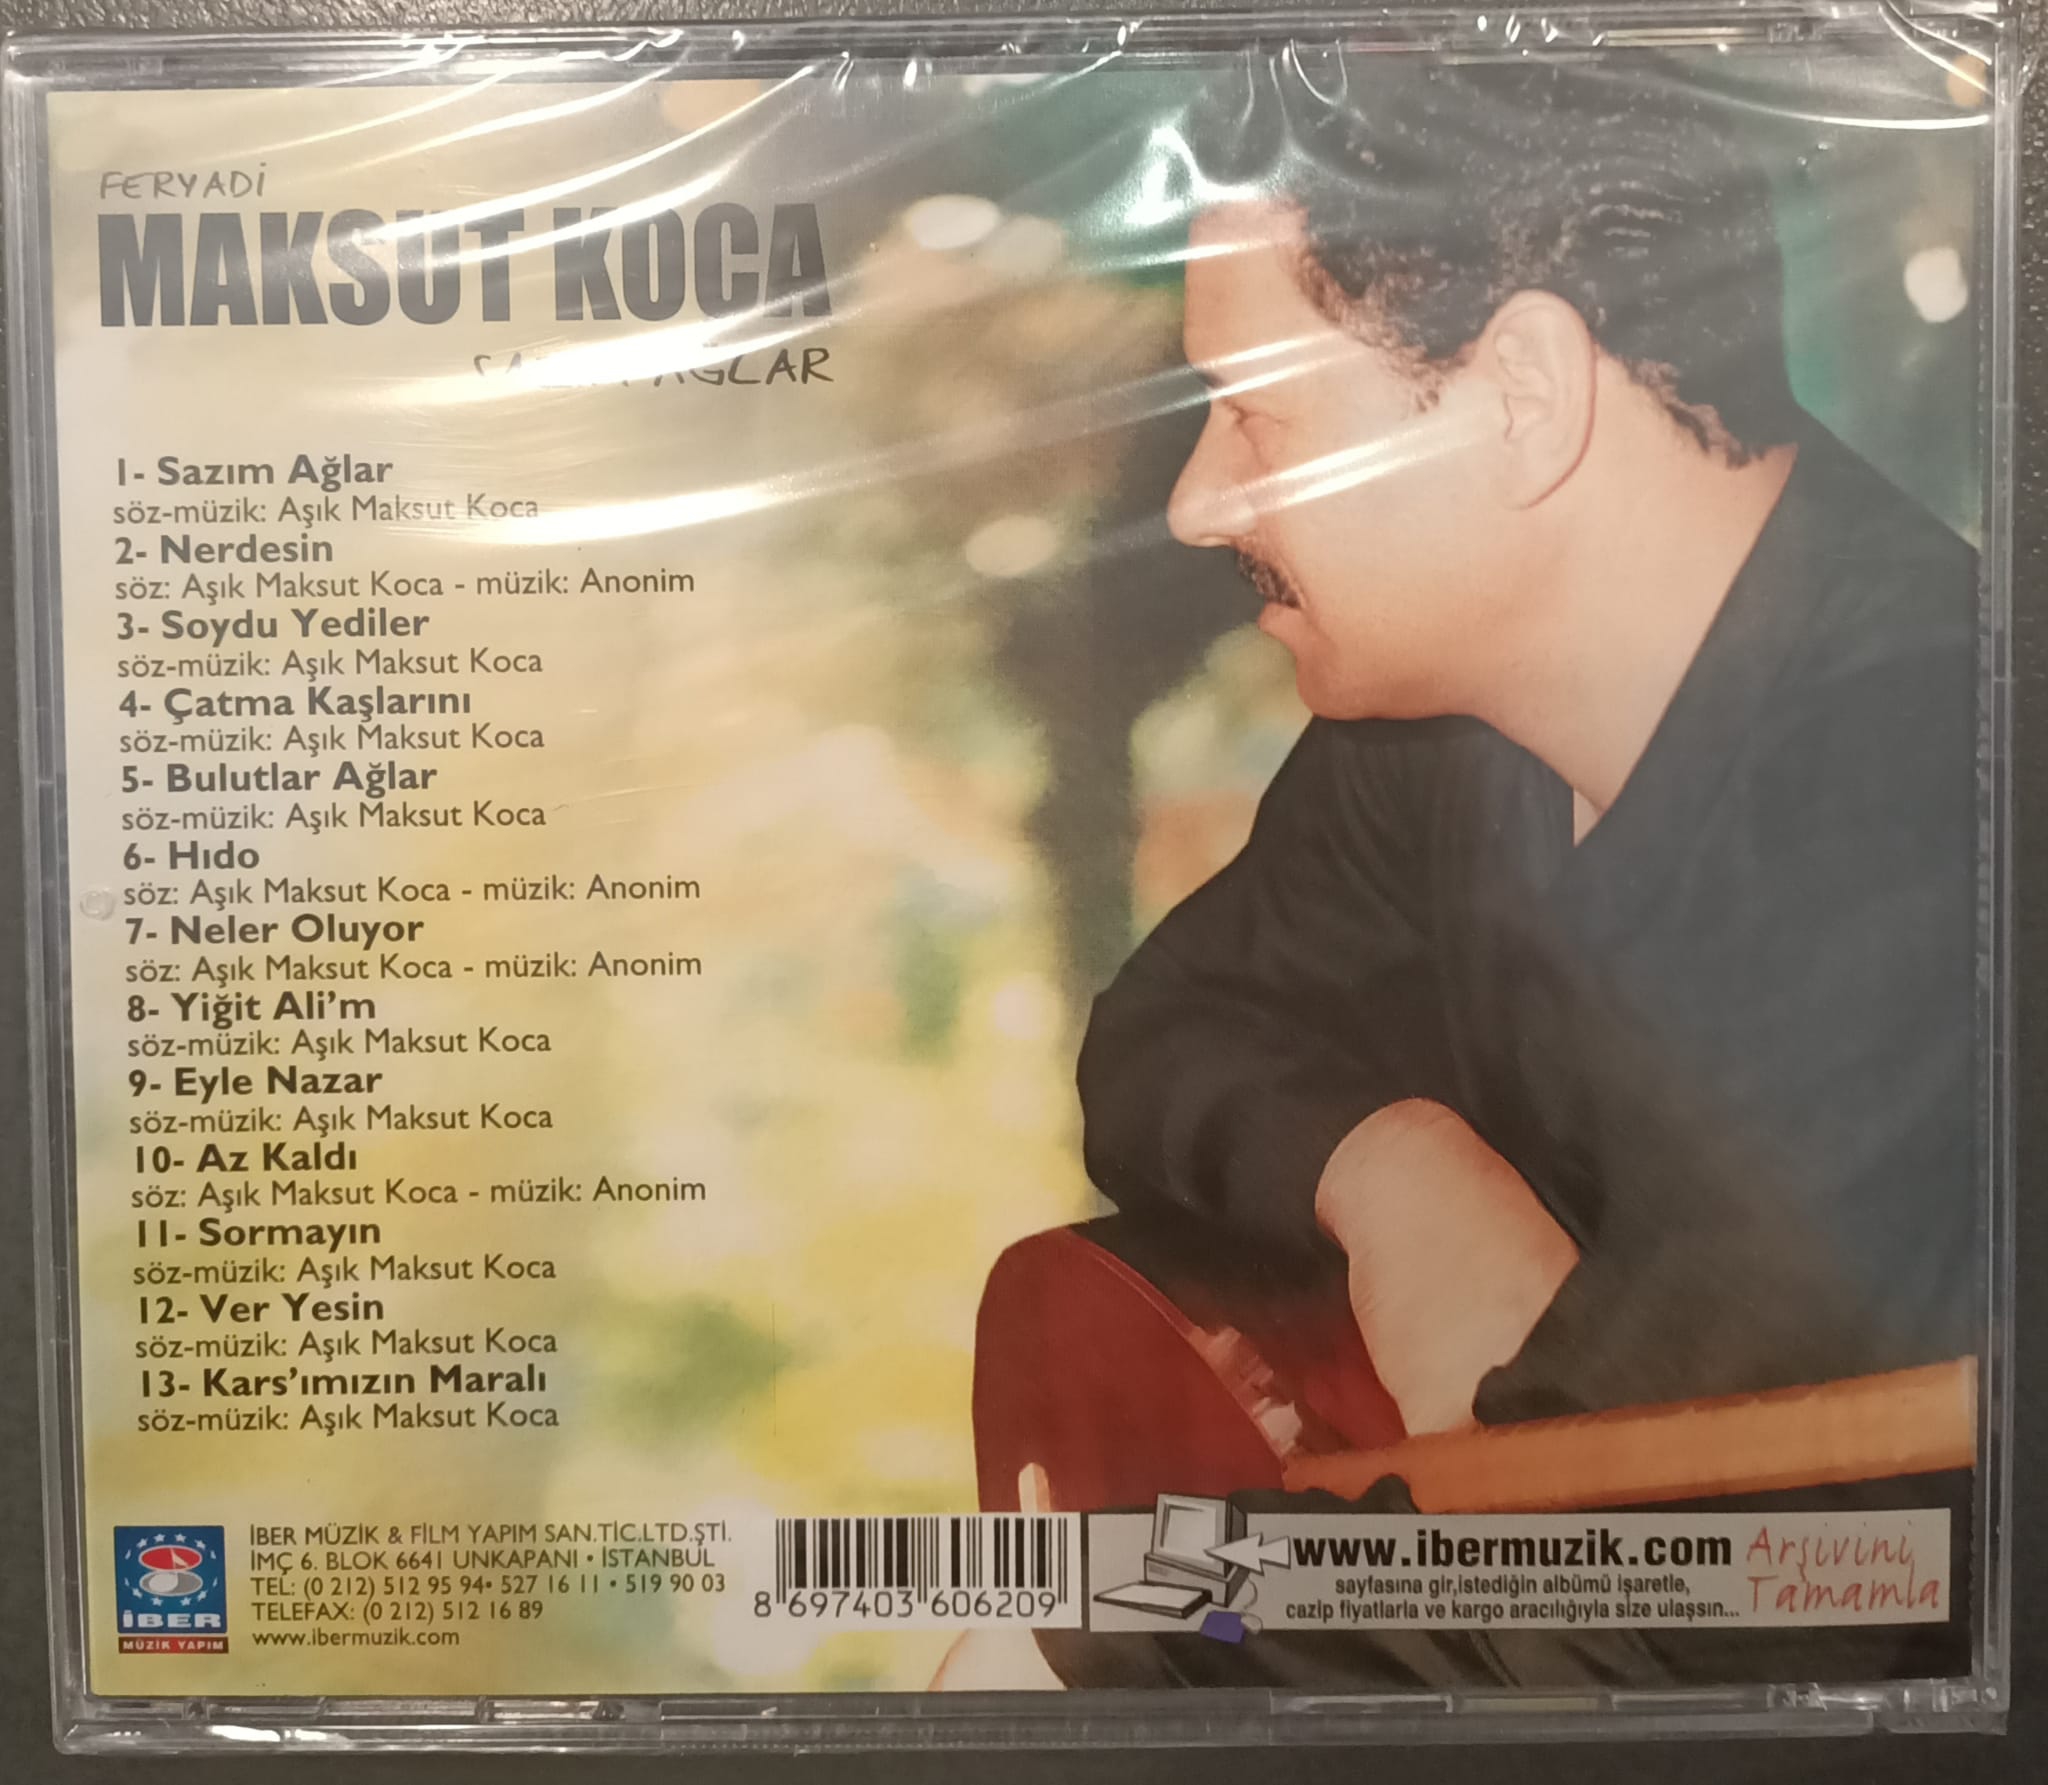 FERYADİ
MAKSUT KOCA
AĞLAR
1- Sazım Ağlar
söz-müzik: Aşık Maksut Koca
2- Nerdesin
söz: Aşık Maksut Koca - müzik: Anonim
3- Soydu Yediler
söz-müzik: Aşık Maksut Koca
4- Çatma Kaşlarını
söz-müzik: Aşık Maksut Koca
5- Bulutlar Ağlar
söz-müzik: Aşık Maksut Koca
6- Hıdo
söz: Aşık Maksut Koca - müzik: Anonim
7- Neler Oluyor
söz: Aşık Maksut Koca - müzik: Anonim
8- Yiğit Ali'm
söz-müzik: Aşık Maksut Koca
9- Eyle Nazar
söz-müzik: Aşık Maksut Koca
10- Az Kaldı
söz: Aşık Maksut Koca - müzik: Anonim
11- Sormayın
söz-müzik: Aşık Maksut Koca
12- Ver Yesin
söz-müzik: Aşık Maksut Koca
13- Kars'ımızın Maralı
söz-müzik: Aşık Maksut Koca
İBER
MÜZİK YAPIM
İBER MÜZİK & FİLM YAPIM SAN.TİC.LTD.ŞTİ.
İMÇ 6. BLOK 6641 UNKAPANI • İSTANBUL
TEL: (0 212) 512 95 94• 527 16 11 • 519 90 03
TELEFAX: (0 212) 512 16 89
www.ibermuzik.com
8 697403 606209
www.ibermuzik.com
sayfasına gir,istediğin albümü işaretle,
cazip fiyatlarla ve kargo aracılığıyla size ulaşsın...
Arşivini
Tamamla